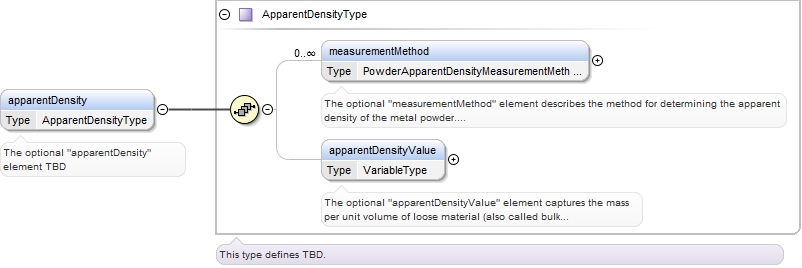 ApparentDensityType
0..∞
measurementMethod
Type PowderApparentDensityMeasurementMeth ...
The optional "measurementMethod" element describes the method for determining the apparent
density of the metal powder....
apparentDensity
Type ApparentDensityType
The optional "apparentDensity"
element TBD
apparentDensityValue
Type VariableType
The optional "apparentDensityValue" element captures the mass
per unit volume of loose material (also called bulk...
This type defines TBD.